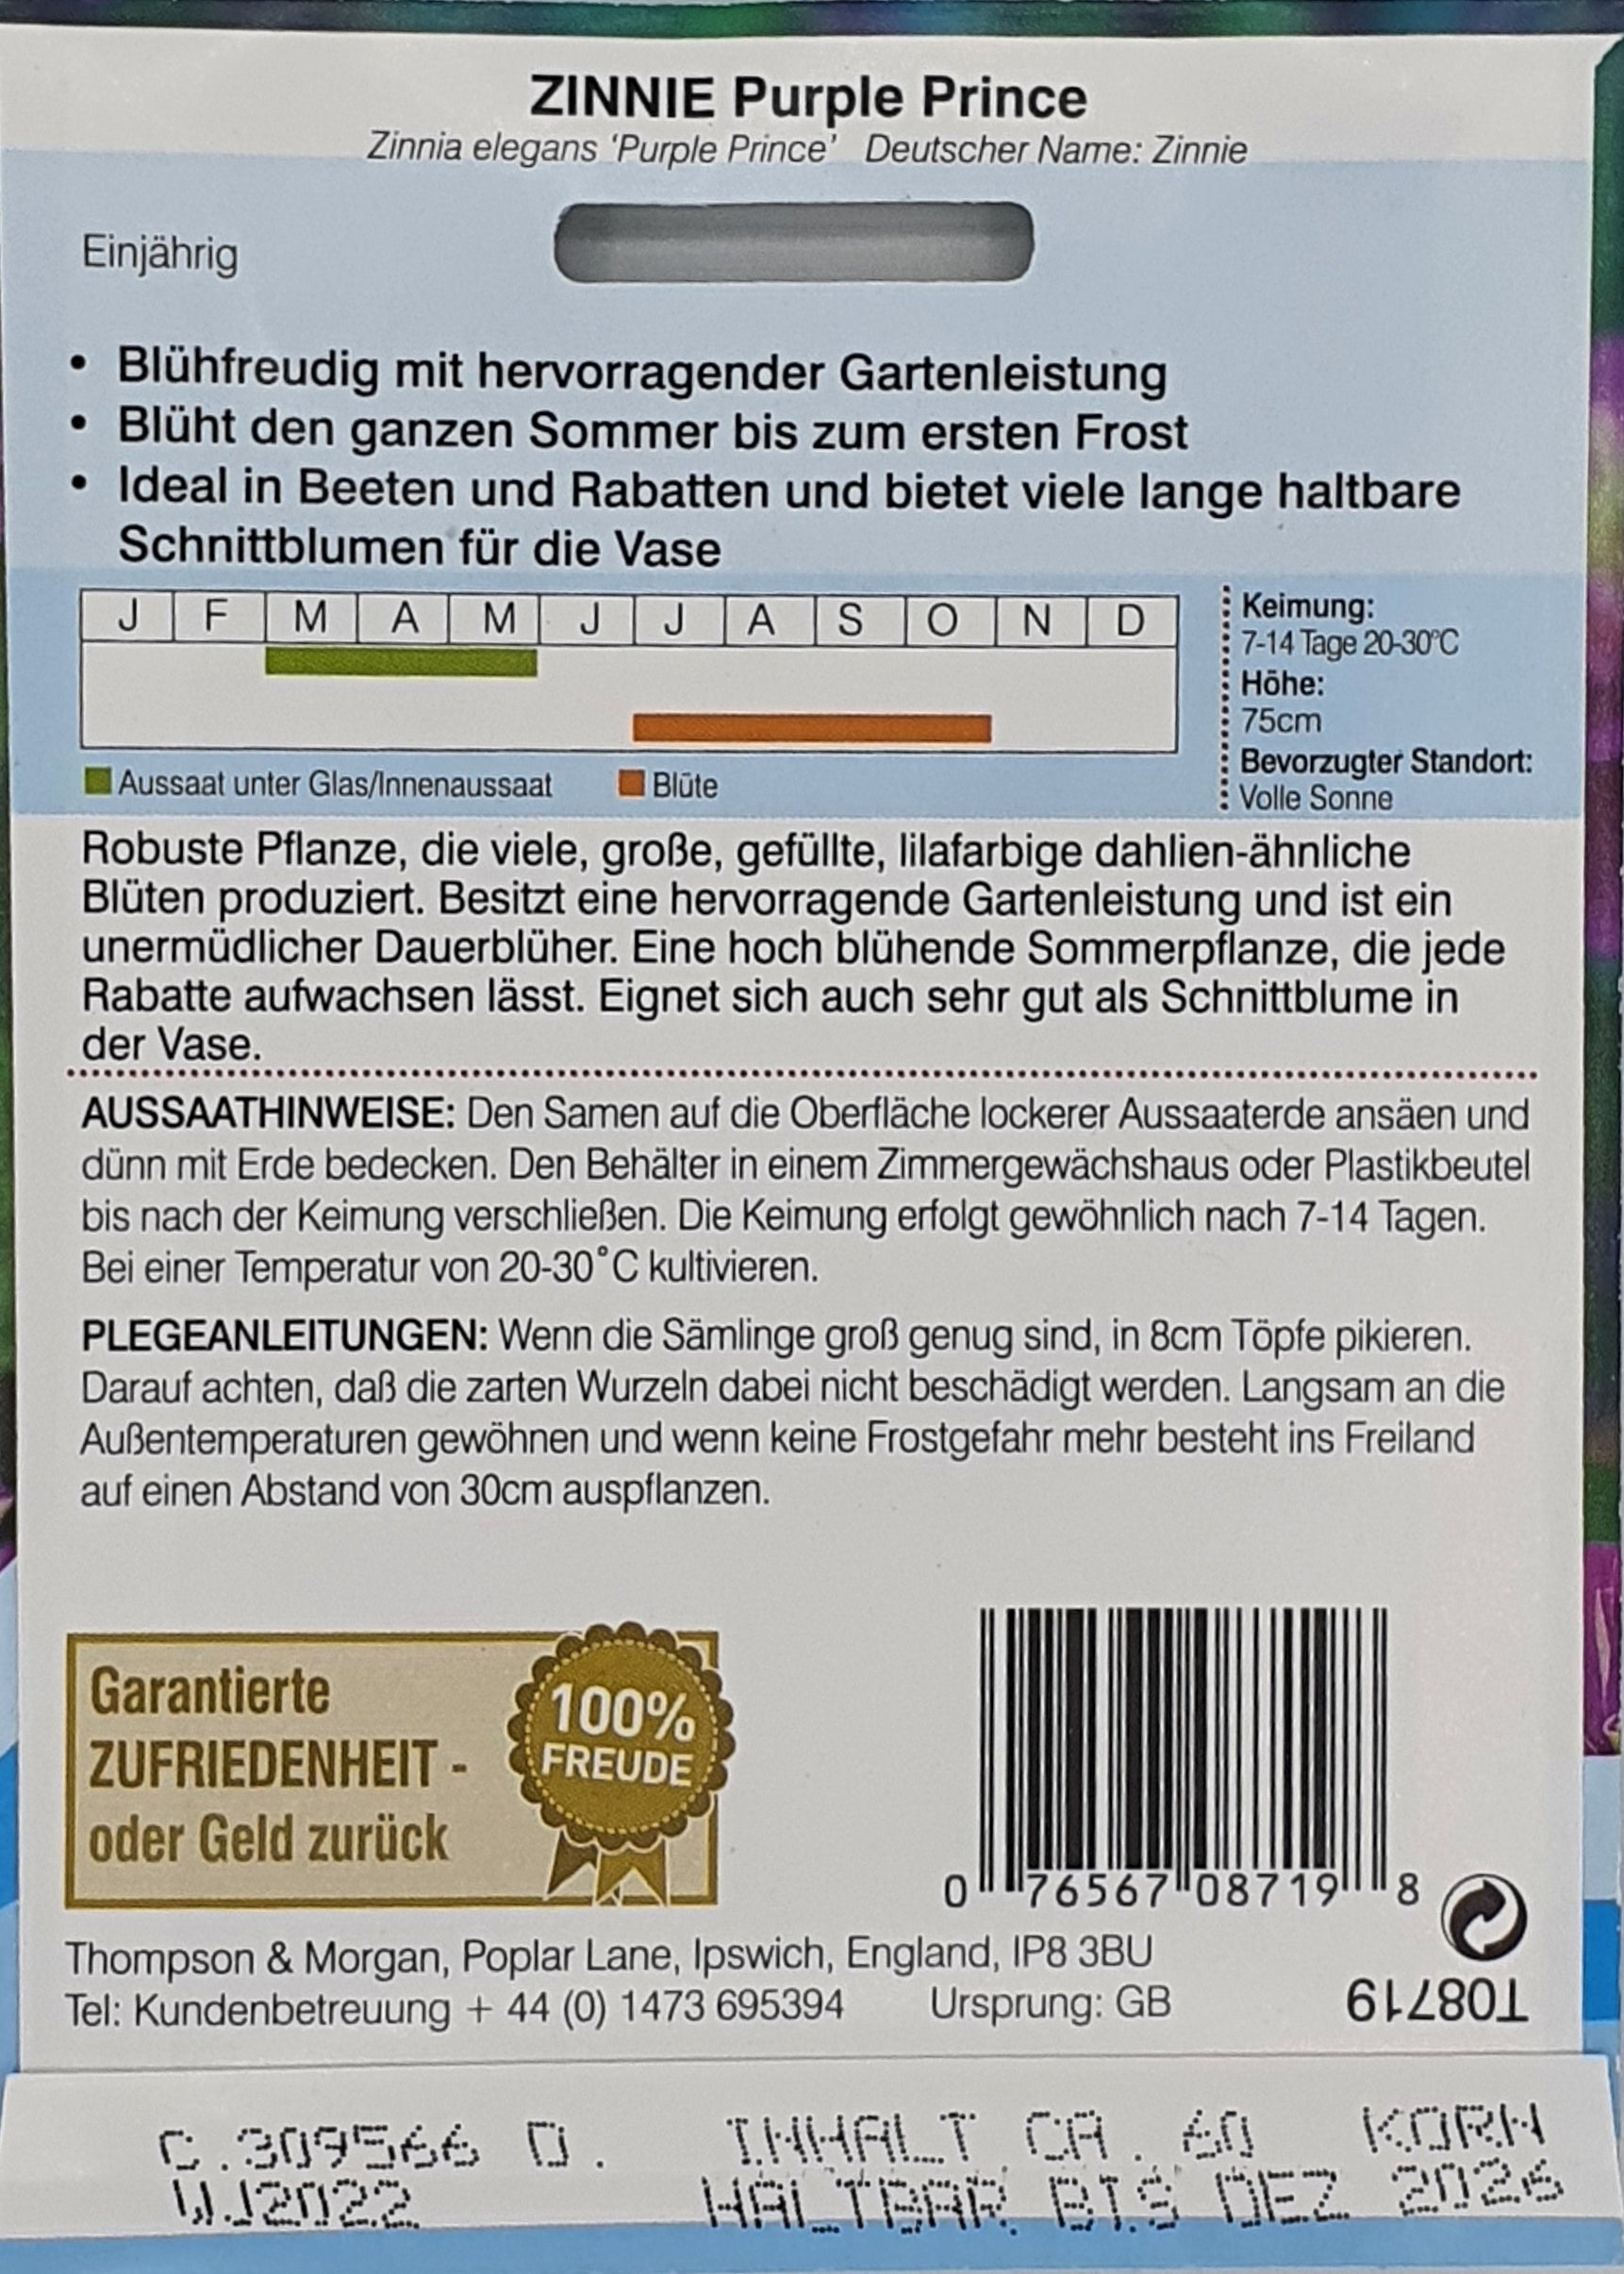 ZINNIE Purple Prince
Zinnia elegans ‘Purple Prince’ Deutscher Name: Zinnie
Einjährig
• Blühfreudig mit hervorragender Gartenleistung
• Blüht den ganzen Sommer bis zum ersten Frost
• Ideal in Beeten und Rabatten und bietet viele lange haltbare
Schnittblumen für die Vase
J F M A M J J A S O N D
Aussaat unter Glas/Innenaussaat Blüte
Keimung:
7-14 Tage 20-30°C
Höhe:
75cm
Bevorzugter Standort:
Volle Sonne
Robuste Pflanze, die viele, große, gefüllte, lilafarbige dahlien-ähnliche
Blüten produziert. Besitzt eine hervorragende Gartenleistung und ist ein
unermüdlicher Dauerblüher. Eine hoch blühende Sommerpflanze, die jede
Rabatte aufwachsen lässt. Eignet sich auch sehr gut als Schnittblume in
der Vase.
AUSSAATHINWEISE: Den Samen auf die Oberfläche lockerer Aussaaterde ansäen und
dünn mit Erde bedecken. Den Behälter in einem Zimmergewächshaus oder Plastikbeutel
bis nach der Keimung verschließen. Die Keimung erfolgt gewöhnlich nach 7-14 Tagen.
Bei einer Temperatur von 20-30°C kultivieren.
PLEGEANLEITUNGEN: Wenn die Sämlinge groß genug sind, in 8cm Töpfe pikieren.
Darauf achten, daß die zarten Wurzeln dabei nicht beschädigt werden. Langsam an die
Außentemperaturen gewöhnen und wenn keine Frostgefahr mehr besteht ins Freiland
auf einen Abstand von 30cm auspflanzen.
Garantierte
ZUFRIEDENHEIT -
oder Geld zurück
100%
FREUDE
0 76567 08719 8
Thompson & Morgan, Poplar Lane, Ipswich, England, IP8 3BU
Tel: Kundenbetreuung + 44 (0) 1473 695394 Ursprung: GB
T08719
C.309566 D. INHALT CA. 60 KORN
WJ2022 HALTBAR BIS DEZ 2026